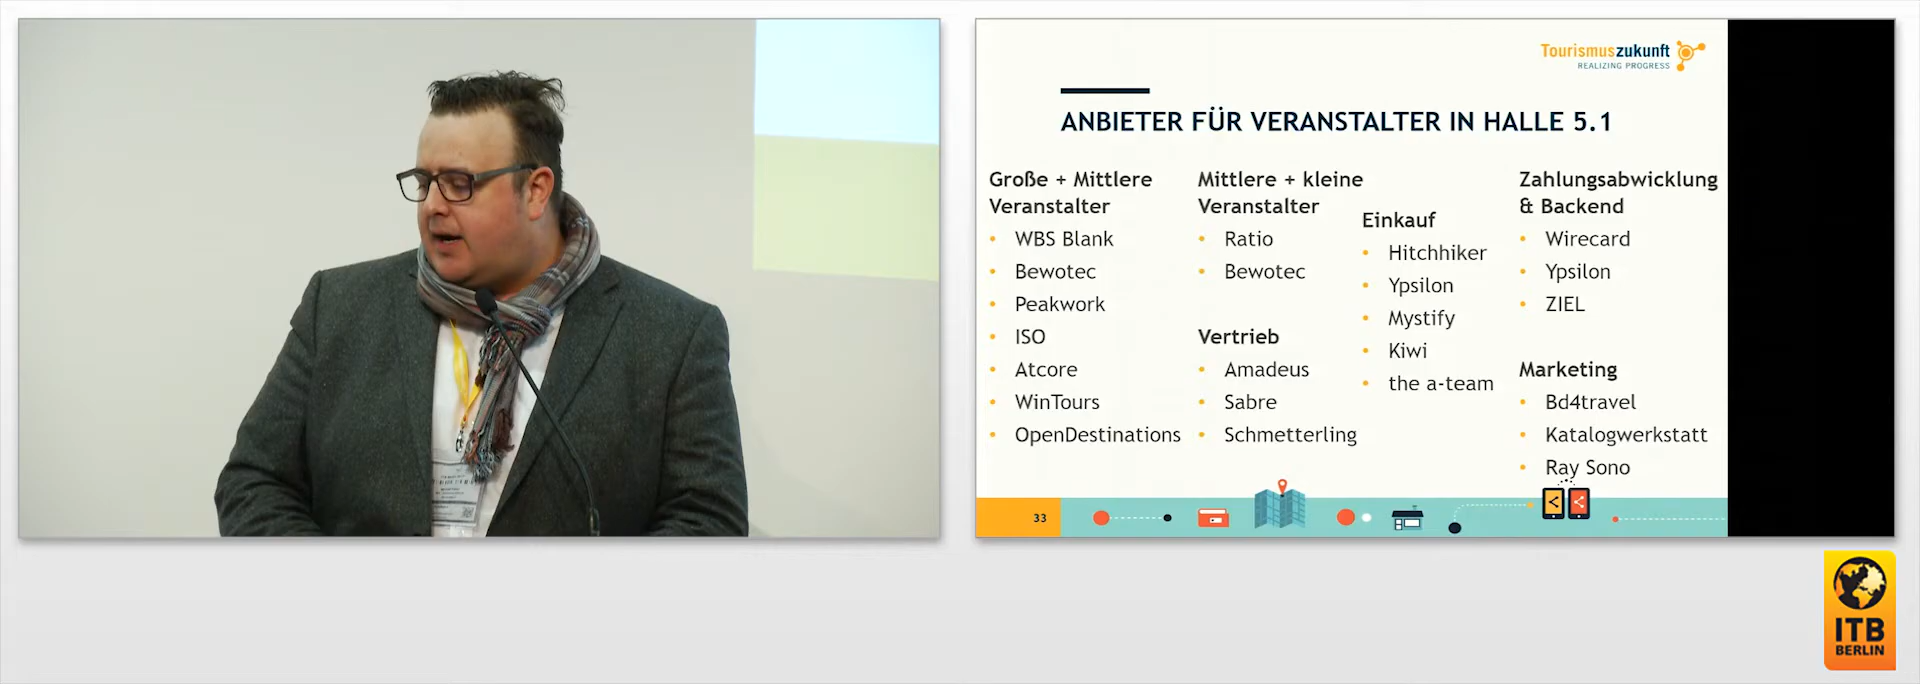 Tourismuszukunft
REALIZING PROGRESS
ANBIETER FÜR VERANSTALTER IN HALLE 5.1
Große + Mittlere
Veranstalter
• WBS Blank
• Bewotec
• Peakwork
• ISO
• Atcore
• WinTours
• OpenDestinations
Mittlere + kleine
Veranstalter
• Ratio
• Bewotec
Vertrieb
• Amadeus
• Sabre
• Schmetterling
Einkauf
• Hitchhiker
• Ypsilon
• Mystify
• Kiwi
• the a-team
Zahlungsabwicklung
& Backend
• Wirecard
• Ypsilon
• ZIEL
Marketing
• Bd4travel
• Katalogwerkstatt
• Ray Sono
33
ITB
BERLIN